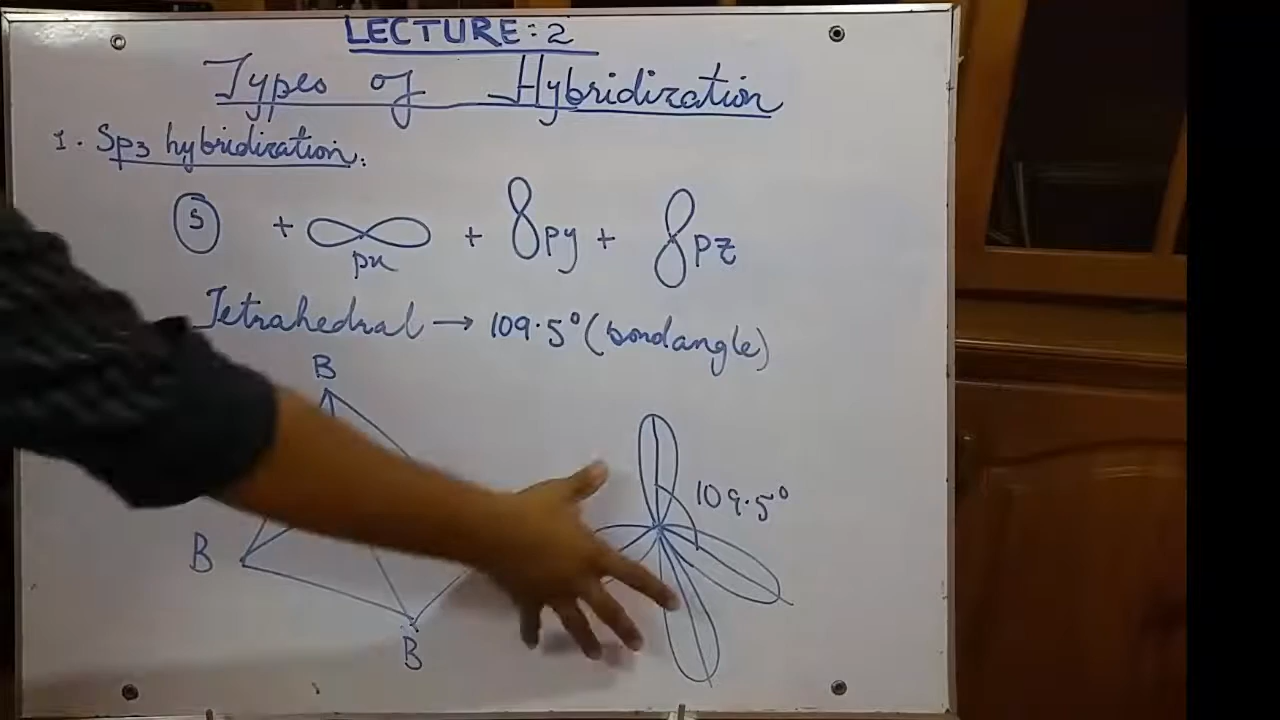 LECTURE: 2
Types of Hybridization
1. Sp3 hybridization.
S + px + py + pz
Tetrahedral → 109.5° (bondangle)
B
109.5°
B
B